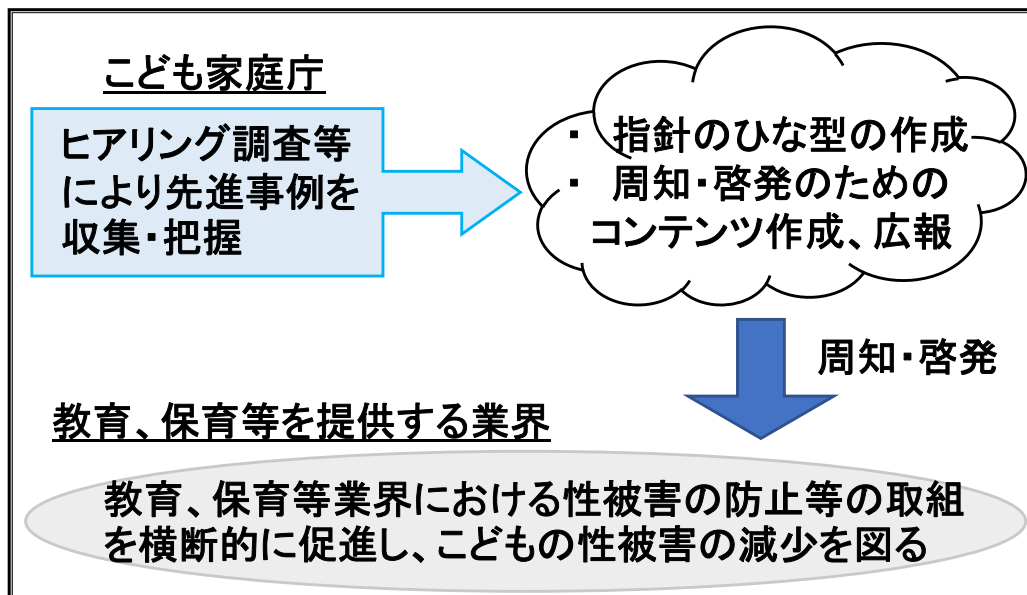 こども家庭庁
ヒアリング調査等
により先進事例を
収集・把握
・ 指針のひな型の作成
・ 周知・啓発のための
コンテンツ作成、広報
周知・啓発
教育、保育等を提供する業界
教育、保育等業界における性被害の防止等の取組
を横断的に促進し、こどもの性被害の減少を図る